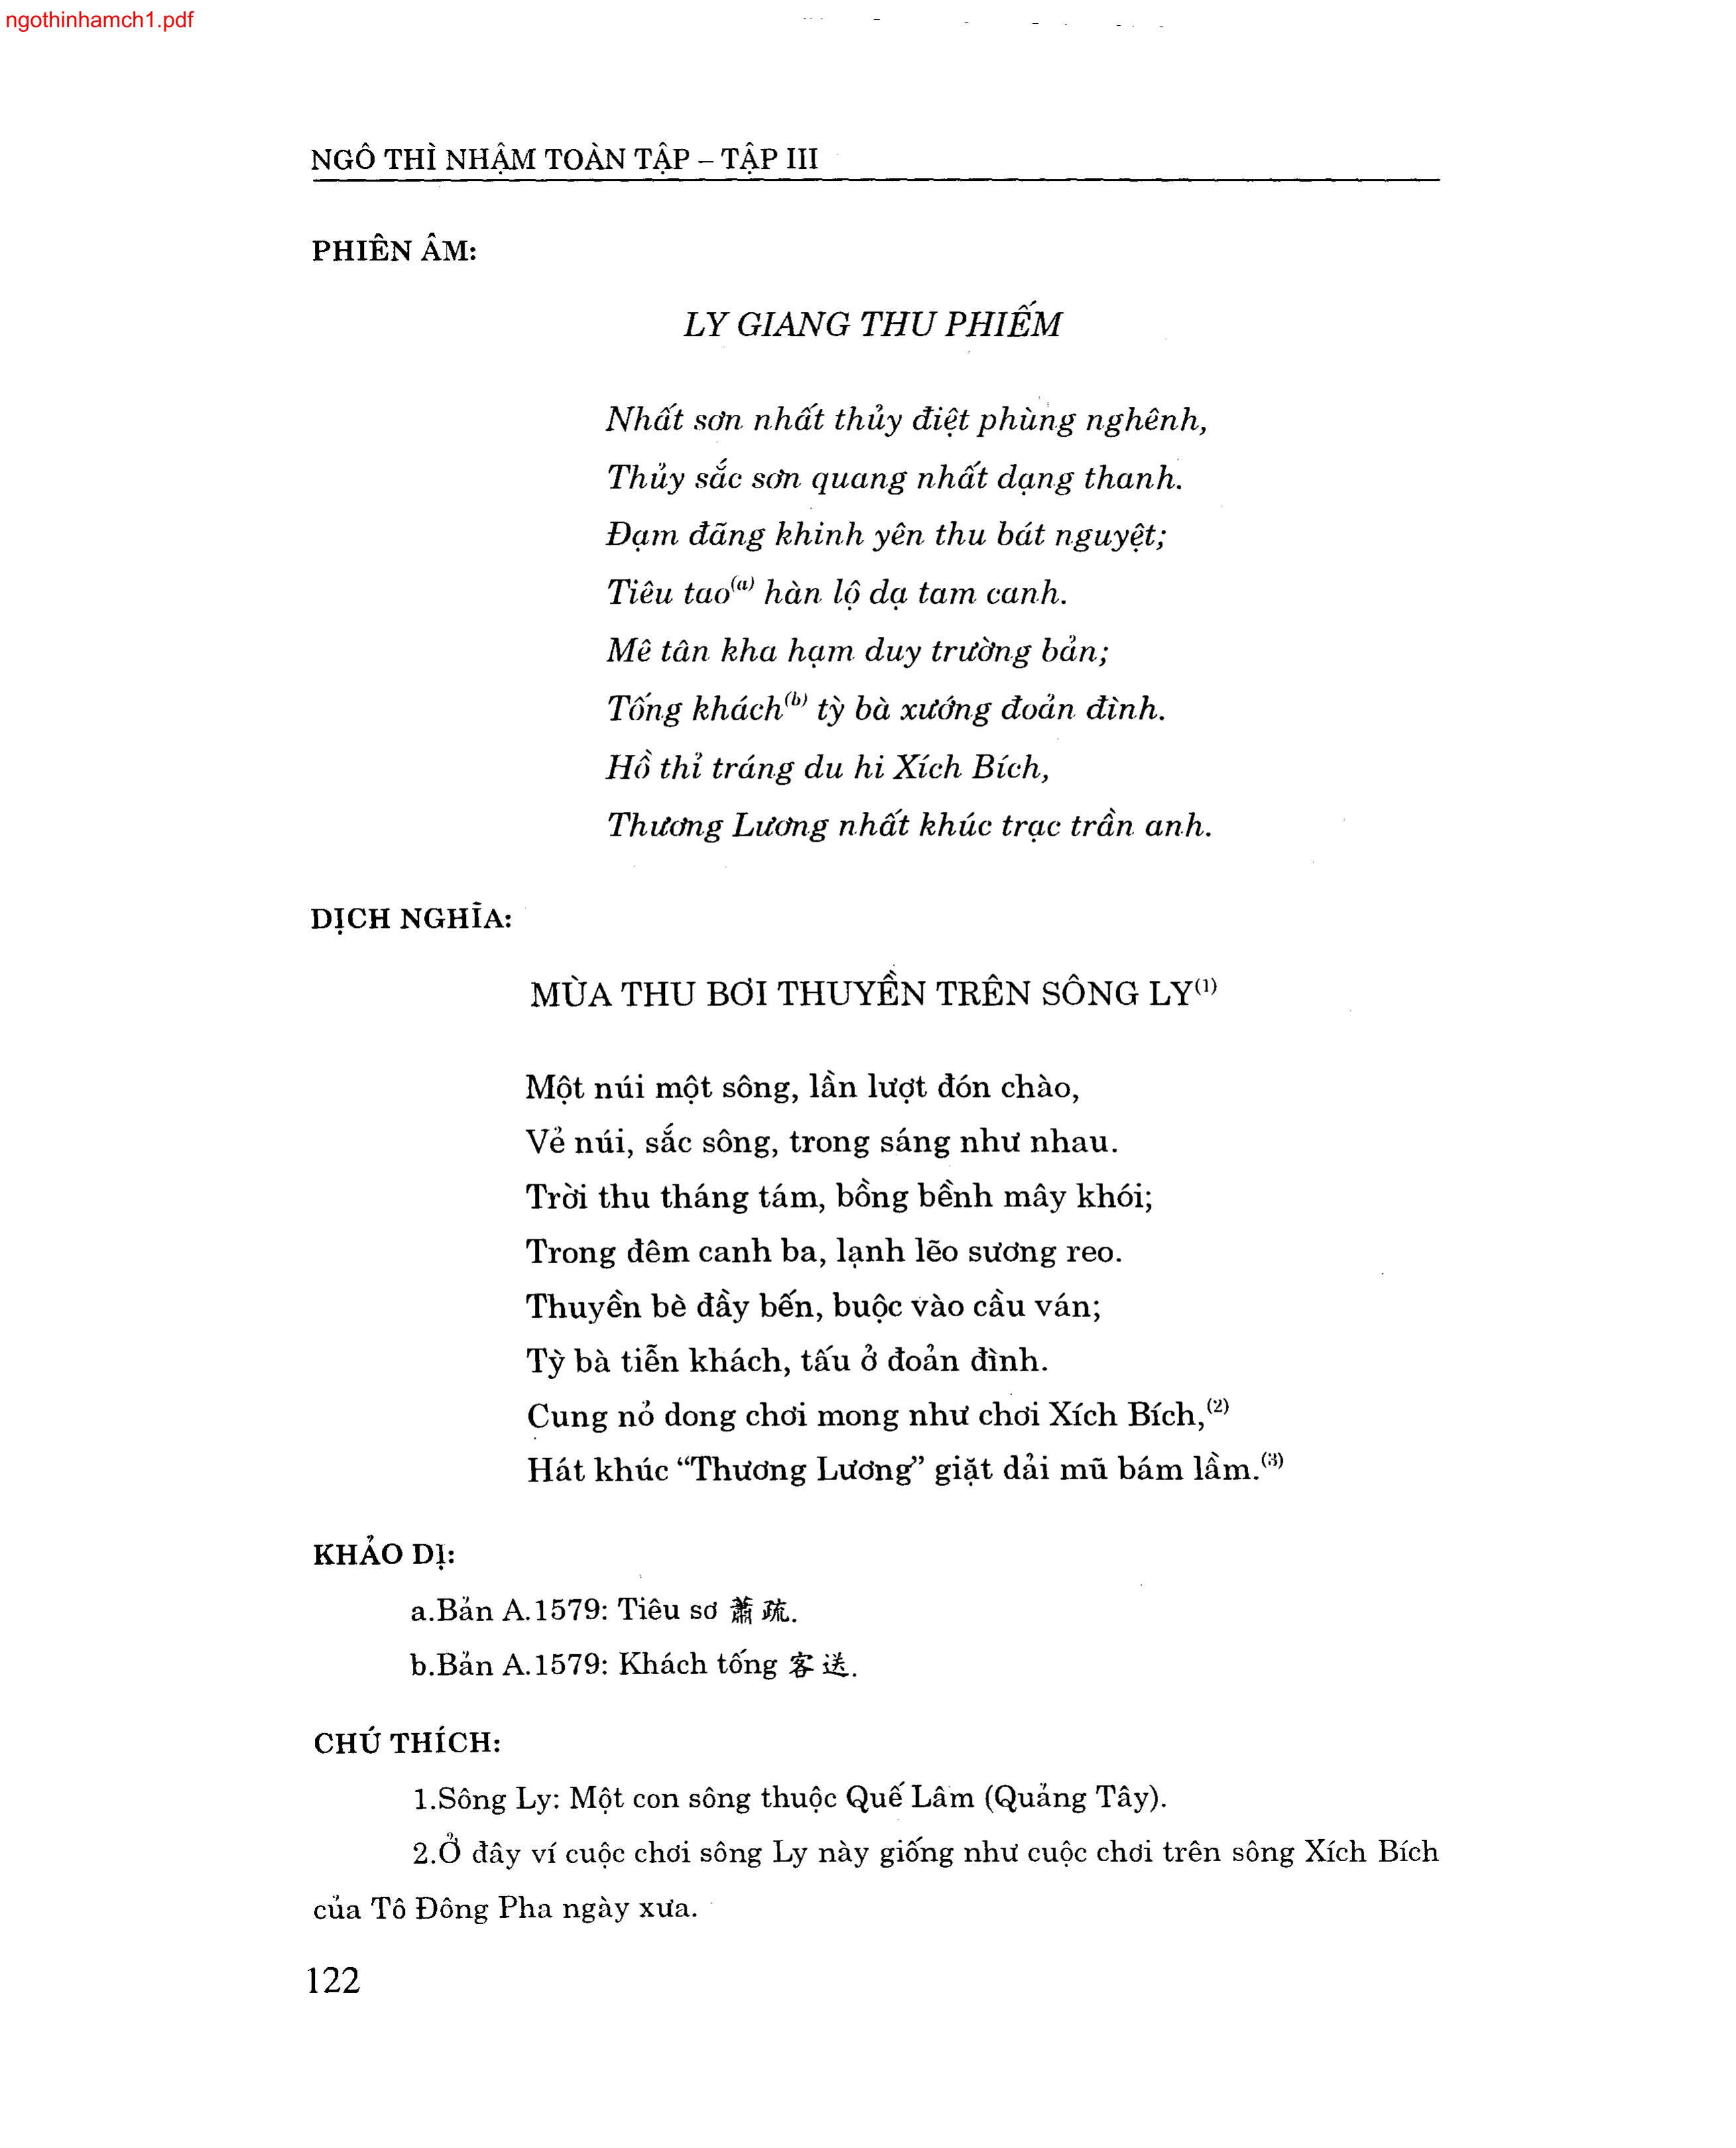 ngothinhamch1.pdf
NGÔ THÌ NHẬM TOÀN TẬP – TẬP III
PHIÊN ÂM:
LY GIANG THU PHIẾM
Nhất sơn nhất thủy điệt phùng nghênh,
Thủy sắc sơn quang nhất dạng thanh.
Đạm đãng khinh yên thu bát nguyệt;
Tiêu tao(a) hàn lộ dạ tam canh.
Mê tân kha hạm duy trường bản;
Tống khách(b) tỳ bà xướng đoản đình.
Hồ thỉ tráng du hi Xích Bích,
Thương Lương nhất khúc trạc trần anh.
DỊCH NGHĨA:
MÙA THU BƠI THUYỀN TRÊN SÔNG LY(1)
Một núi một sông, lần lượt đón chào,
Vẻ núi, sắc sông, trong sáng như nhau.
Trời thu tháng tám, bồng bềnh mây khói;
Trong đêm canh ba, lạnh lẽo sương reo.
Thuyền bè đầy bến, buộc vào cầu ván;
Tỳ bà tiễn khách, tấu ở đoản đình.
Cung nỏ dong chơi mong như chơi Xích Bích,(2)
Hát khúc “Thương Lương” giặt dải mũ bám lầm.(3)
KHẢO DỊ:
a.Bản A.1579: Tiêu sơ 蕭疏.
b.Bản A.1579: Khách tống 客送.
CHÚ THÍCH:
1.Sông Ly: Một con sông thuộc Quế Lâm (Quảng Tây).
2.Ở đây ví cuộc chơi sông Ly này giống như cuộc chơi trên sông Xích Bích
của Tô Đông Pha ngày xưa.
122